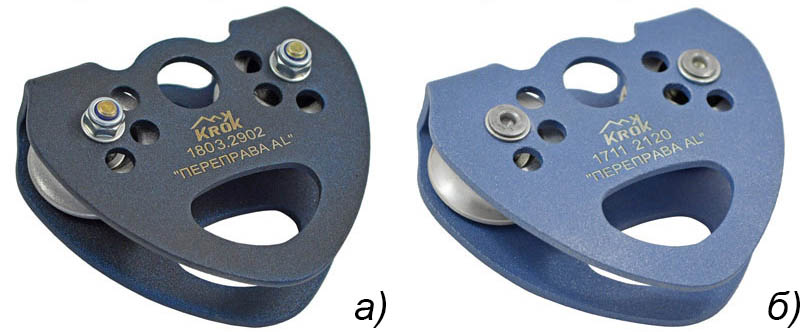 KROK
1803.2902
"ПЕРЕПРАВА AL"
а)
KROK
1711 2120
"ПЕРЕПРАВА AL"
б)